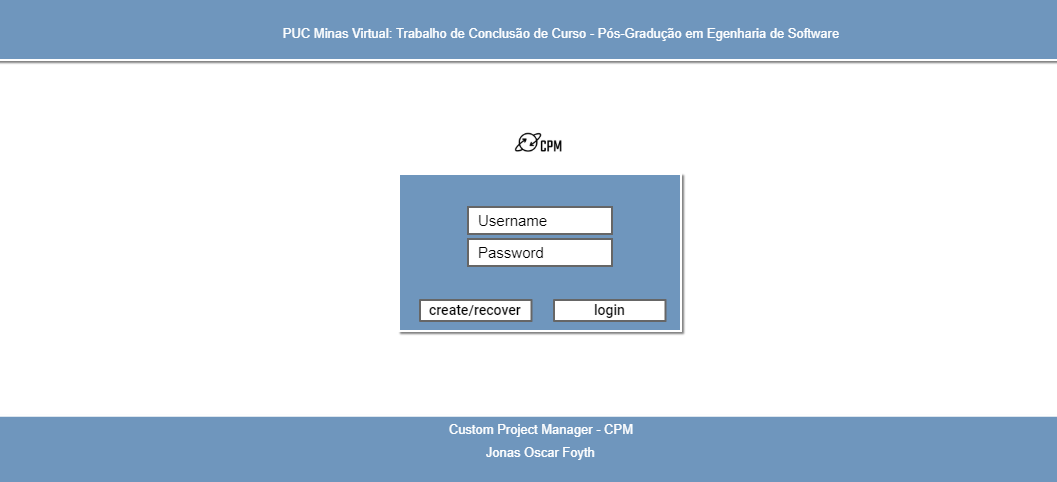 PUC Minas Virtual: Trabalho de Conclusão de Curso - Pós-Gradução em Egenharia de Software
CPM
Username
Password
create/recover login
Custom Project Manager - CPM
Jonas Oscar Foyth